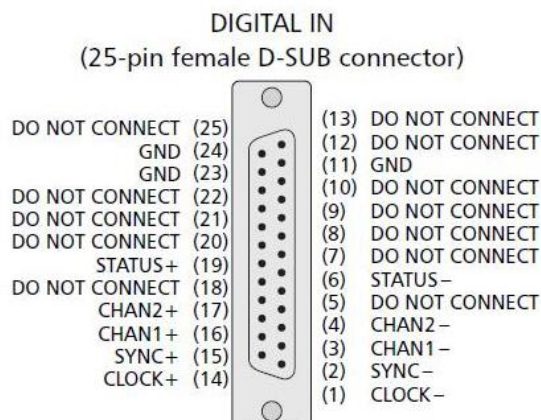 DIGITAL IN
(25-pin female D-SUB connector)
DO NOT CONNECT (25)
GND (24)
GND (23)
DO NOT CONNECT (22)
DO NOT CONNECT (21)
DO NOT CONNECT (20)
STATUS+ (19)
DO NOT CONNECT (18)
CHAN2+ (17)
CHAN1+ (16)
SYNC+ (15)
CLOCK+ (14)
(13) DO NOT CONNECT
(12) DO NOT CONNECT
(11) GND
(10) DO NOT CONNECT
(9) DO NOT CONNECT
(8) DO NOT CONNECT
(7) DO NOT CONNECT
(6) STATUS–
(5) DO NOT CONNECT
(4) CHAN2–
(3) CHAN1–
(2) SYNC–
(1) CLOCK–